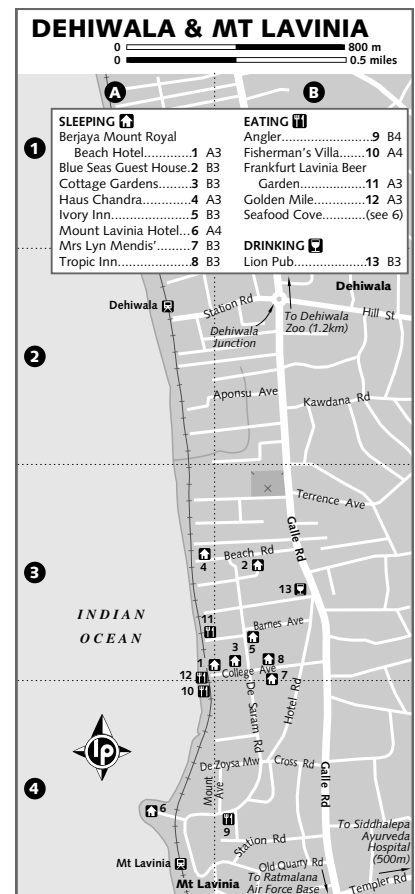 DEHIWALA & MT LAVINIA
0 800 m
0 0.5 miles
A B
1
SLEEPING
Berjaya Mount Royal
Beach Hotel.............1 A3
Blue Seas Guest House.2 B3
Cottage Gardens........3 B3
Haus Chandra............4 A3
Ivory Inn....................5 B3
Mount Lavinia Hotel...6 A4
Mrs Lyn Mendis'.........7 B3
Tropic Inn...................8 B3
EATING
Angler.......................9 B4
Fisherman's Villa.....10 A4
Frankfurt Lavinia Beer
Garden.................11 A3
Golden Mile............12 A3
Seafood Cove.........(see 6)
DRINKING
Lion Pub.................13 B3
Dehiwala
Dehiwala
Station Rd
To Dehiwala
Zoo (1.2km)
Hill St
Dehiwala
Junction
2
Aponsu Ave
Kawdana Rd
Terrence Ave
Galle Rd
Beach Rd
4
2
3
13
INDIAN
OCEAN
11
Barnes Ave
5
3
8
1
College Ave
12
7
10
De Saram Rd
Hotel Rd
lp
De Zoysa Mw
Cross Rd
Mount
Ave
Galle Rd
4
6
9
To Siddhalepa
Ayurveda
Hospital
(500m)
Station Rd
Mt Lavinia
Old Quarry Rd
Mt Lavinia
To Ratmalana
Air Force Base
Templer Rd